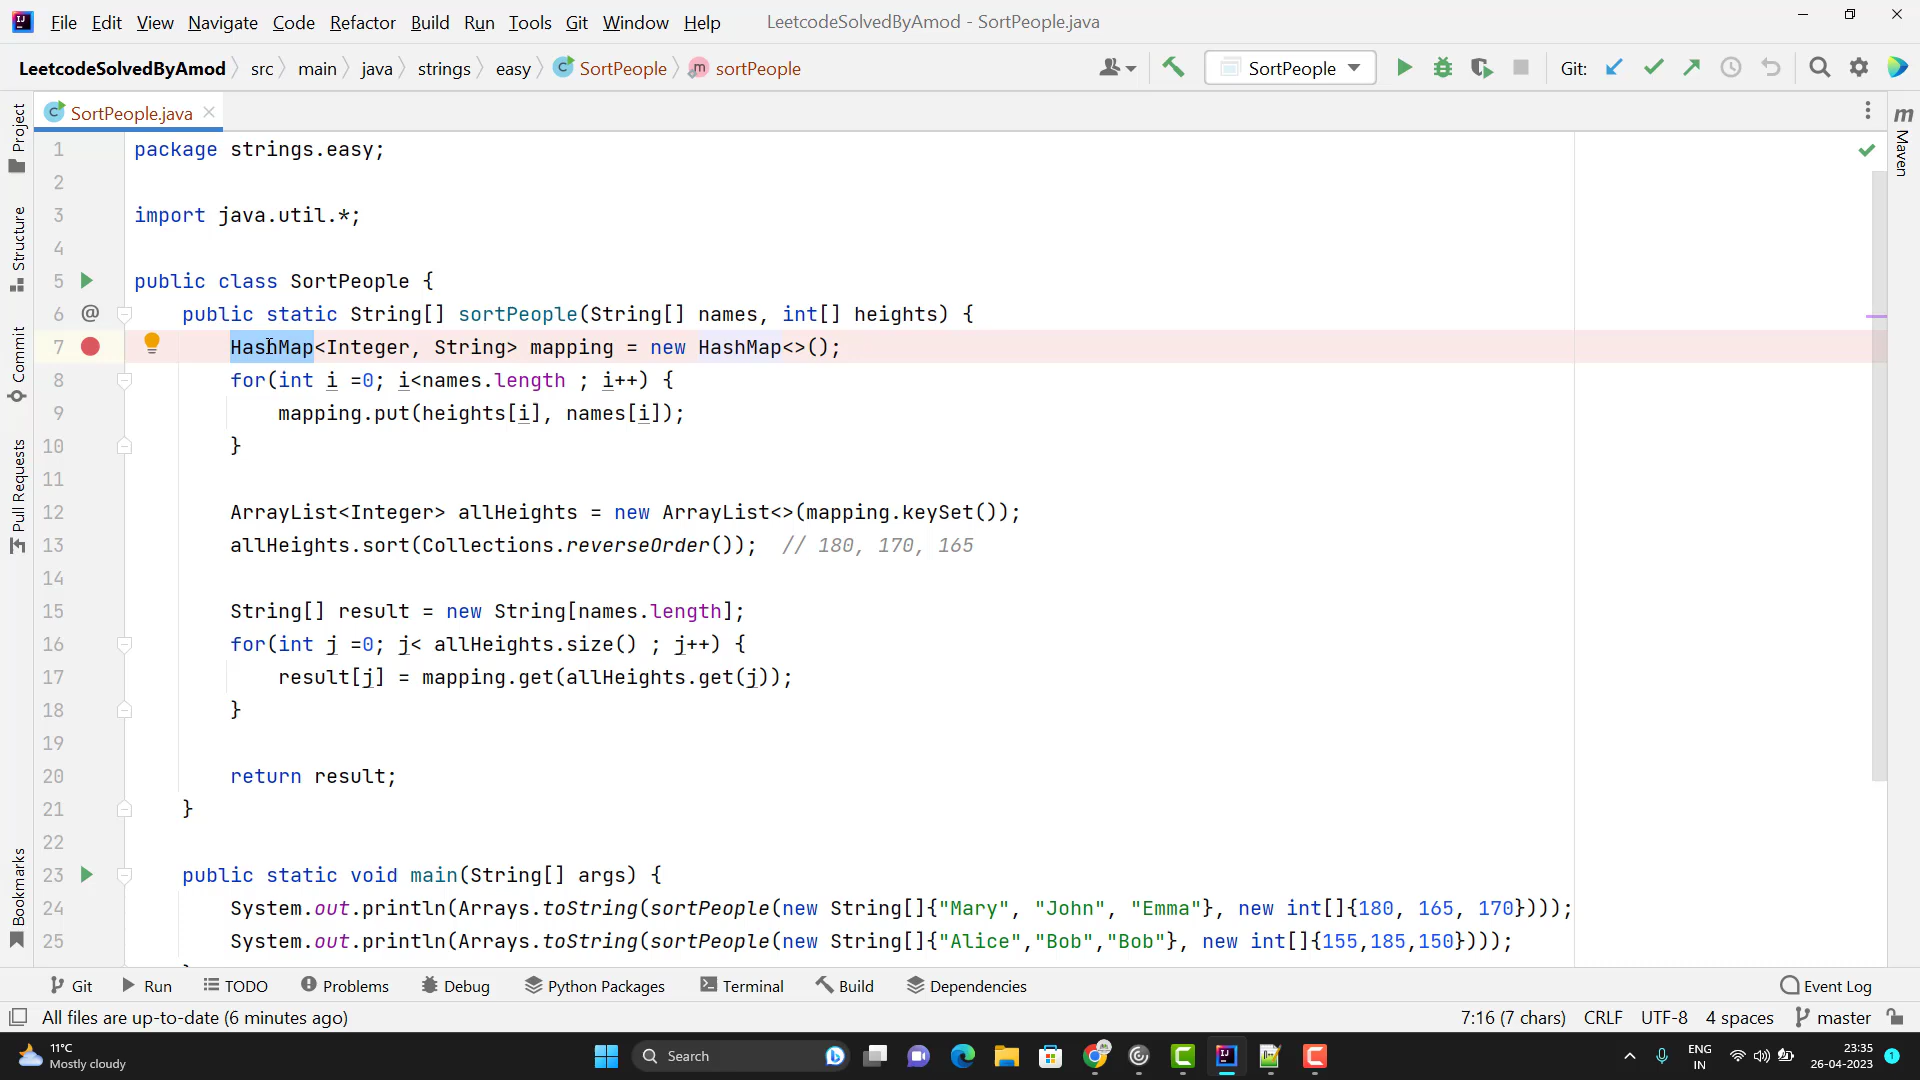 File Edit View Navigate Code Refactor Build Run Tools Git Window Help LeetcodeSolvedByAmod - SortPeople.java
LeetcodeSolvedByAmod src main java strings easy SortPeople sortPeople SortPeople Git:
SortPeople.java
1 package strings.easy;
2
3 import java.util.*;
4
5 public class SortPeople {
6 @ public static String[] sortPeople(String[] names, int[] heights) {
7 HashMap<Integer, String> mapping = new HashMap<>();
8 for(int i =0; i<names.length ; i++) {
9 mapping.put(heights[i], names[i]);
10 }
11
12 ArrayList<Integer> allHeights = new ArrayList<>(mapping.keySet());
13 allHeights.sort(Collections.reverseOrder()); // 180, 170, 165
14
15 String[] result = new String[names.length];
16 for(int j =0; j< allHeights.size() ; j++) {
17 result[j] = mapping.get(allHeights.get(j));
18 }
19
20 return result;
21 }
22
23 public static void main(String[] args) {
24 System.out.println(Arrays.toString(sortPeople(new String[]{"Mary", "John", "Emma"}, new int[]{180, 165, 170})));
25 System.out.println(Arrays.toString(sortPeople(new String[]{"Alice","Bob","Bob"}, new int[]{155,185,150})));
Project
Structure
Commit
Pull Requests
Bookmarks
m Maven
Git Run TODO Problems Debug Python Packages Terminal Build Dependencies Event Log
All files are up-to-date (6 minutes ago) 7:16 (7 chars) CRLF UTF-8 4 spaces master
11°C
Mostly cloudy
Search
ENG
IN
23:35
26-04-2023
1